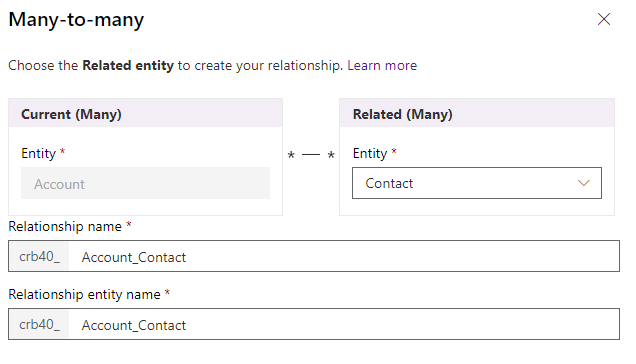 Many-to-many
Choose the Related entity to create your relationship. Learn more
Current (Many)
Entity *
Account
* — *
Related (Many)
Entity *
Contact
Relationship name *
crb40_ Account_Contact
Relationship entity name *
crb40_ Account_Contact